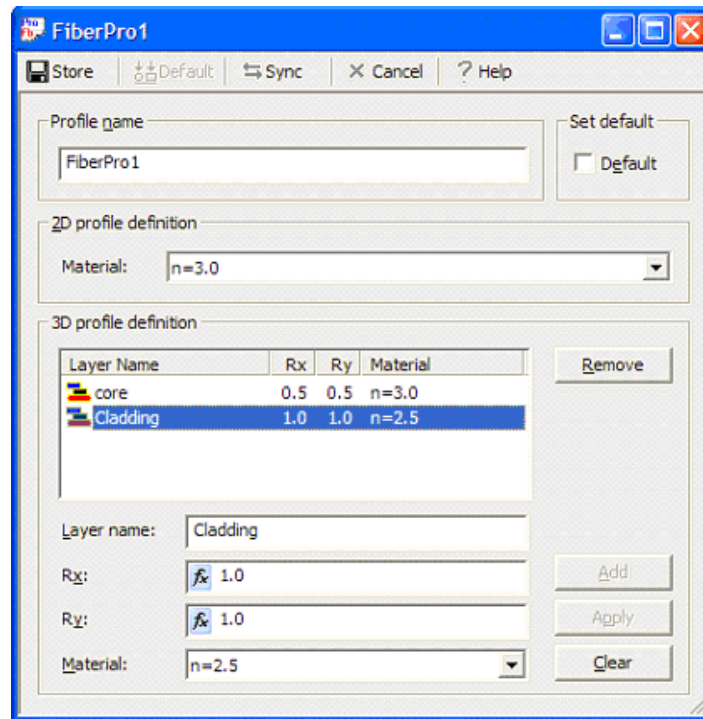 FiberPro1
Store Default Sync Cancel ? Help
Profile name
FiberPro1
Set default
Default
2D profile definition
Material: n=3.0
3D profile definition
Layer Name Rx Ry Material
core 0.5 0.5 n=3.0
Cladding 1.0 1.0 n=2.5
Remove
Layer name: Cladding
Rx: fx 1.0
Add
Ry: fx 1.0
Apply
Material: n=2.5
Clear